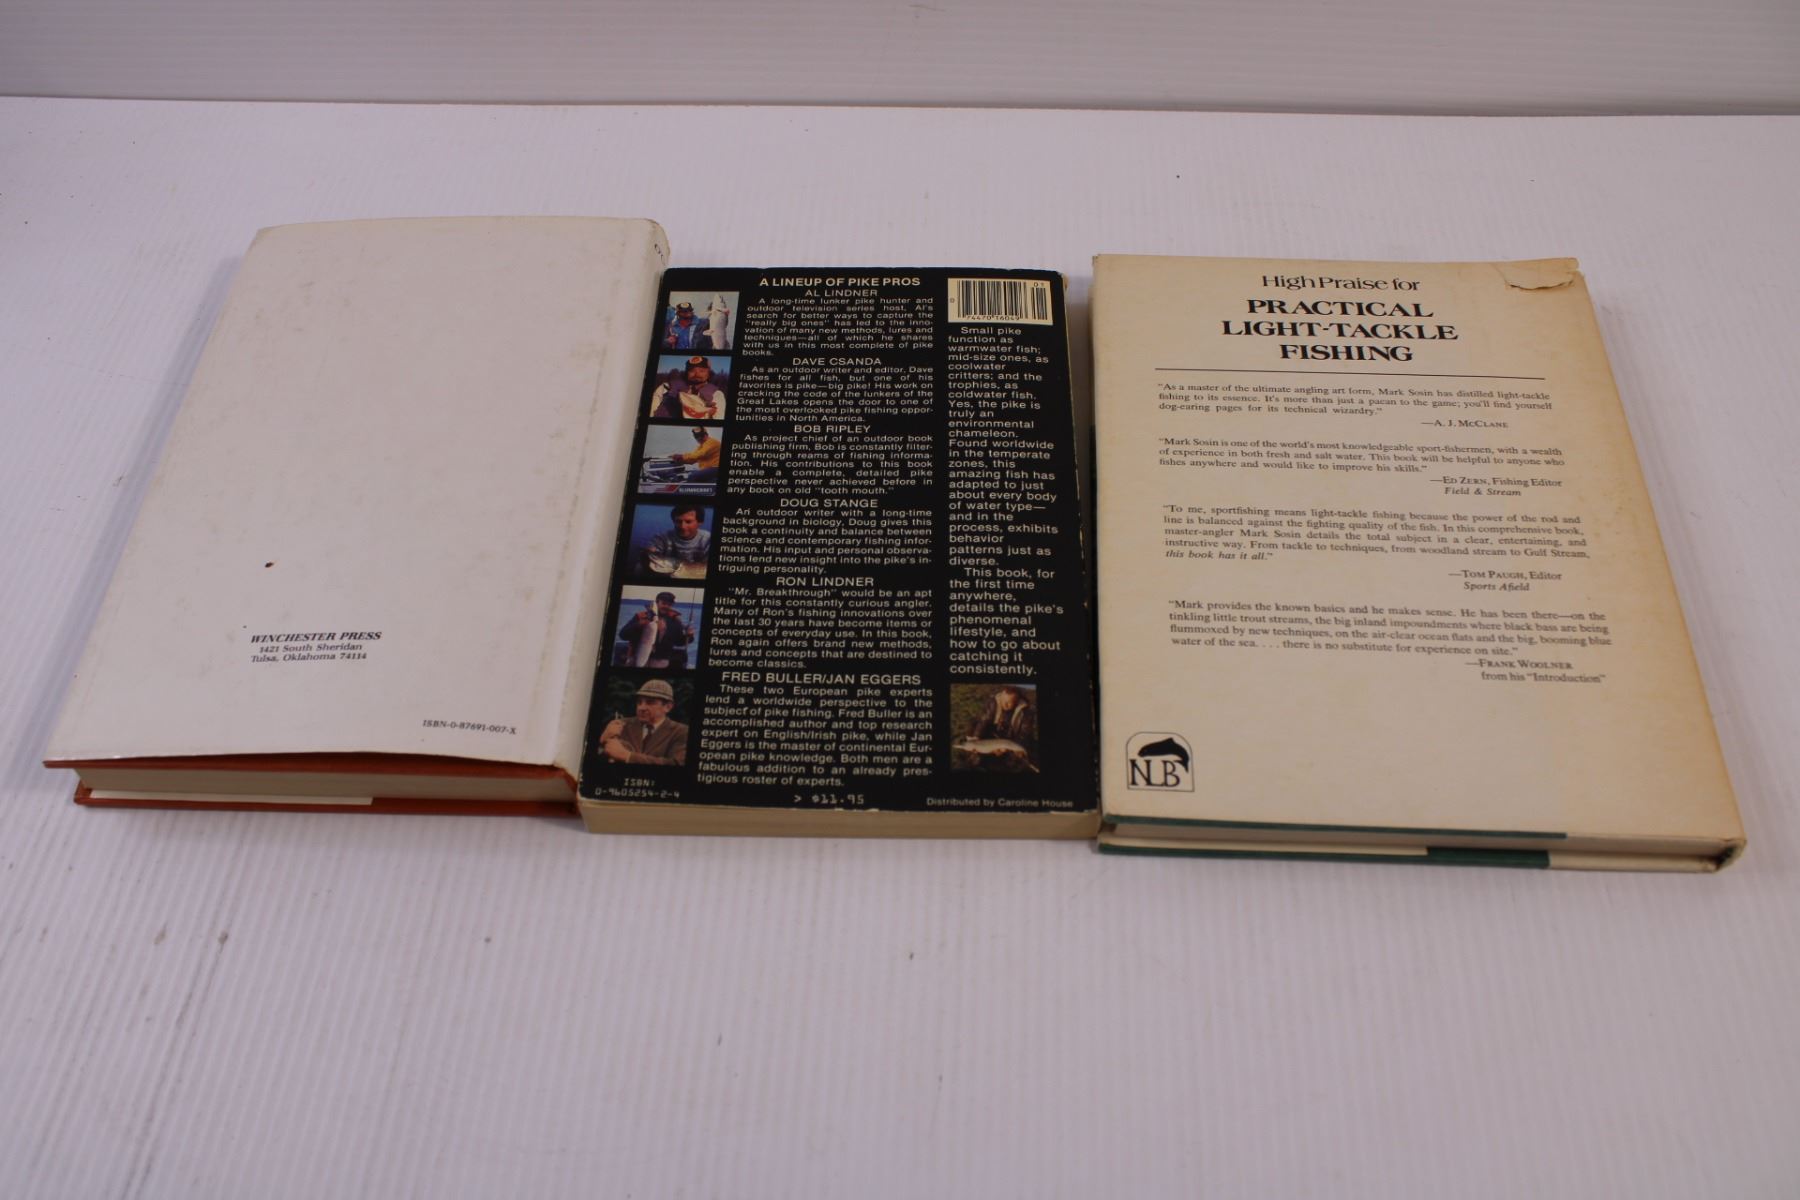 WINCHESTER PRESS
1421 South Sheridan
Tulsa, Oklahoma 74114
ISBN-0-87691-007-X
A LINEUP OF PIKE PROS
AL LINDNER
A long-time lunker pike hunter and
outdoor television series host, Al's
search for better ways to capture the
"really big ones" has led to the inno-
vation of many new methods, lures and
techniques—all of which he shares
with us in this most complete of pike
books.
DAVE CSANDA
As an outdoor writer and editor, Dave
fishes for all fish, but one of his
favorites is pike—big pike! His work on
cracking the code of the lunkers of the
Great Lakes opens the door to one of
the most overlooked pike fishing oppor-
tunities in North America.
BOB RIPLEY
As project chief of an outdoor book
publishing firm, Bob is constantly filter-
ing through reams of fishing informa-
tion. His contributions to this book
enable a complete, detailed pike
perspective never achieved before in
any book on old "tooth mouth."
ALUMACRAFT
DOUG STANGE
An outdoor writer with a long-time
background in biology, Doug gives this
book a continuity and balance between
science and contemporary fishing infor-
mation. His input and personal observa-
tions lend new insight into the pike's in-
triguing personality.
RON LINDNER
"Mr. Breakthrough" would be an apt
title for this constantly curious angler.
Many of Ron's fishing innovations over
the last 30 years have become items or
concepts of everyday use. In this book,
Ron again offers brand new methods,
lures and concepts that are destined to
become classics.
FRED BULLER/JAN EGGERS
These two European pike experts
lend a worldwide perspective to the
subject of pike fishing. Fred Buller is an
accomplished author and top research
expert on English/Irish pike, while Jan
Eggers is the master of continental Eur-
opean pike knowledge. Both men are a
fabulous addition to an already pres-
tigious roster of experts.
ISBN:
0-9605254-2-4
> $11.95
01
0 74470 16049
Small pike
function as
warmwater fish;
mid-size ones, as
coolwater
critters; and the
trophies, as
coldwater fish.
Yes, the pike is
truly an
environmental
chameleon.
Found worldwide
in the temperate
zones, this
amazing fish has
adapted to just
about every body
of water type—
and in the
process, exhibits
behavior
patterns just as
diverse.
This book, for
the first time
anywhere,
details the pike's
phenomenal
lifestyle, and
how to go about
catching it
consistently.
Distributed by Caroline House
High Praise for
PRACTICAL
LIGHT-TACKLE
FISHING
"As a master of the ultimate angling art form, Mark Sosin has distilled light-tackle
fishing to its essence. It's more than just a paean to the game; you'll find yourself
dog-earing pages for its technical wizardry."
—A. J. MCCLANE
"Mark Sosin is one of the world's most knowledgeable sport-fishermen, with a wealth
of experience in both fresh and salt water. This book will be helpful to anyone who
fishes anywhere and would like to improve his skills."
—ED ZERN, Fishing Editor
Field & Stream
"To me, sportfishing means light-tackle fishing because the power of the rod and
line is balanced against the fighting quality of the fish. In this comprehensive book,
master-angler Mark Sosin details the total subject in a clear, entertaining, and
instructive way. From tackle to techniques, from woodland stream to Gulf Stream,
this book has it all."
—TOM PAUGH, Editor
Sports Afield
"Mark provides the known basics and he makes sense. He has been there—on the
tinkling little trout streams, the big inland impoundments where black bass are being
flummoxed by new techniques, on the air-clear ocean flats and the big, booming blue
water of the sea. . . . there is no substitute for experience on site."
—FRANK WOOLNER
from his "Introduction"
NLB